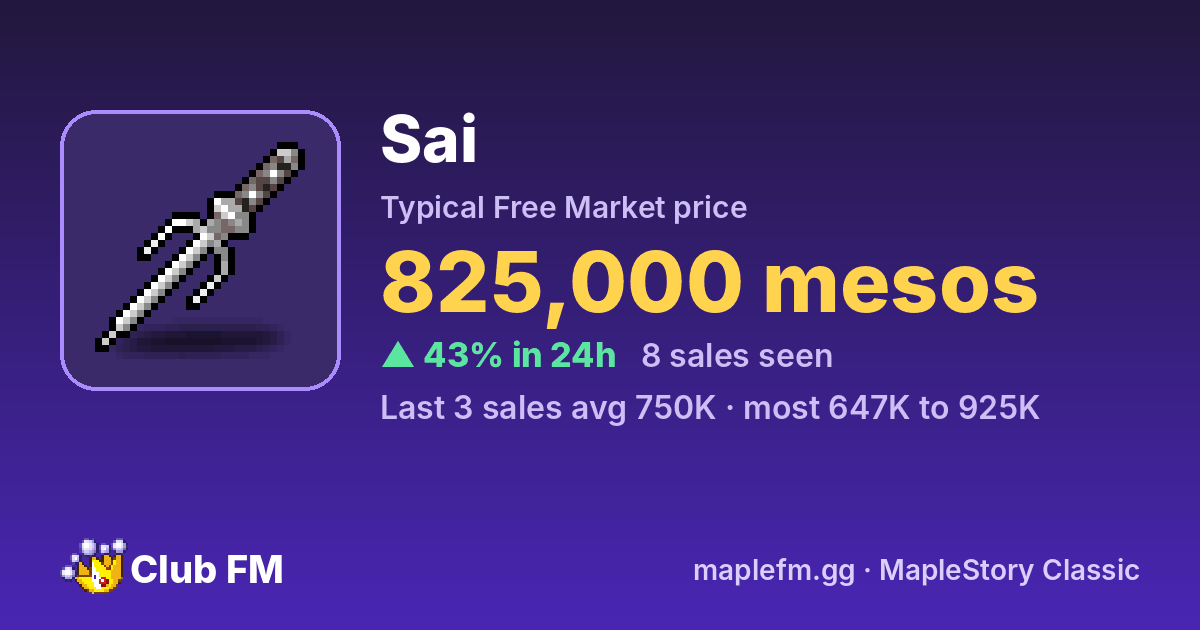 Sai
Typical Free Market price
825,000 mesos
▲ 43% in 24h 8 sales seen
Last 3 sales avg 750K · most 647K to 925K
Club FM
maplefm.gg · MapleStory Classic